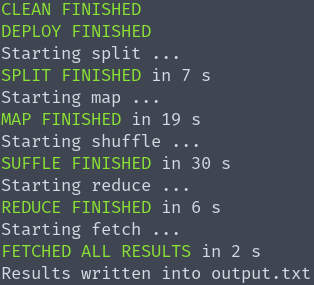 CLEAN FINISHED
DEPLOY FINISHED
Starting split ...
SPLIT FINISHED in 7 s
Starting map ...
MAP FINISHED in 19 s
Starting shuffle ...
SUFFLE FINISHED in 30 s
Starting reduce ...
REDUCE FINISHED in 6 s
Starting fetch ...
FETCHED ALL RESULTS in 2 s
Results written into output.txt